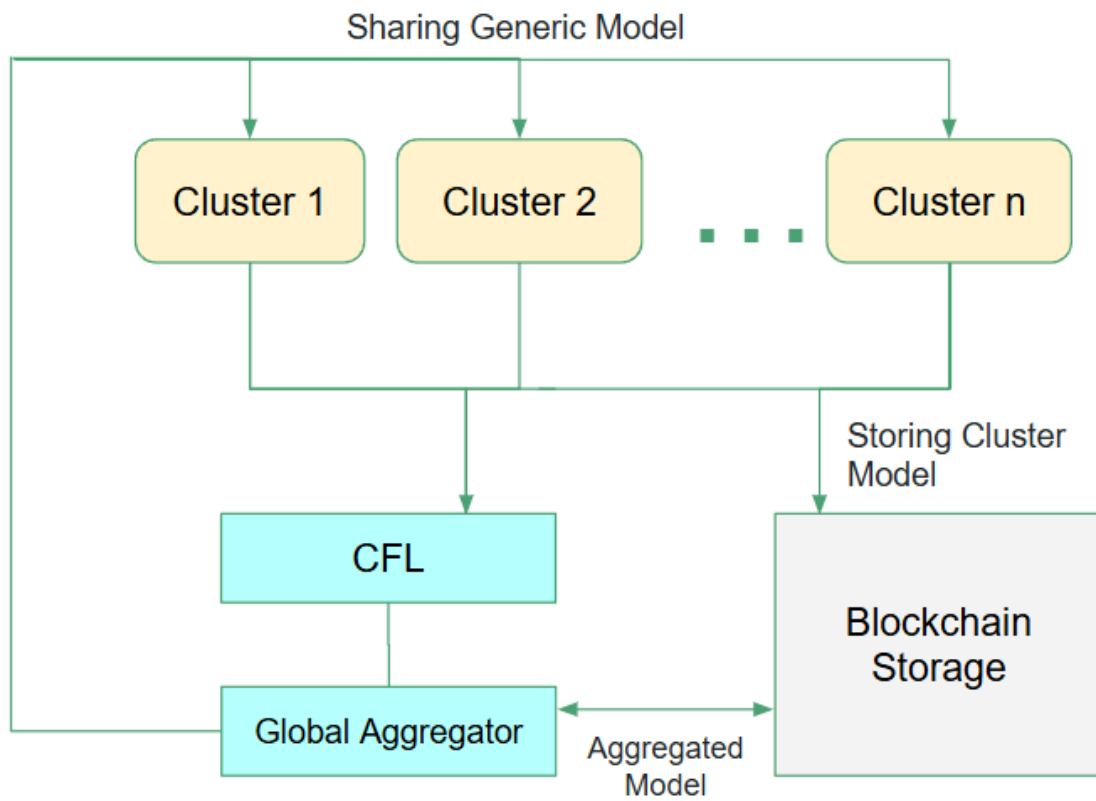 Sharing Generic Model
Cluster 1
Cluster 2
Cluster n
Storing Cluster
Model
CFL
Blockchain
Storage
Global Aggregator
Aggregated
Model